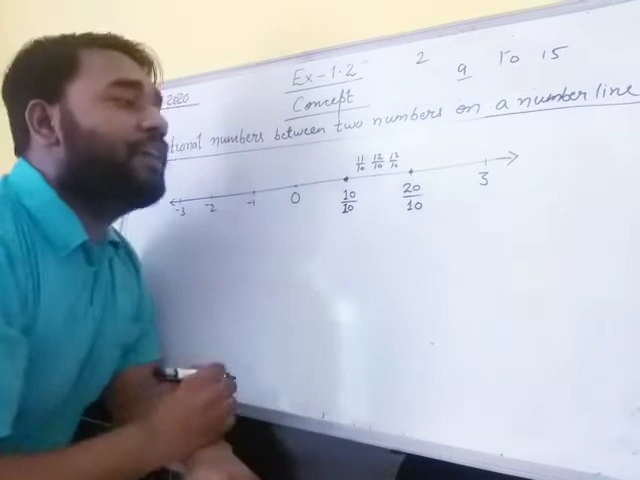 2020
Ex-1.2
2 9 10 15
Concept
tional numbers between two numbers on a number line
11/10 12/10 13/10
-3 -2 -1 0 10/10 20/10 3